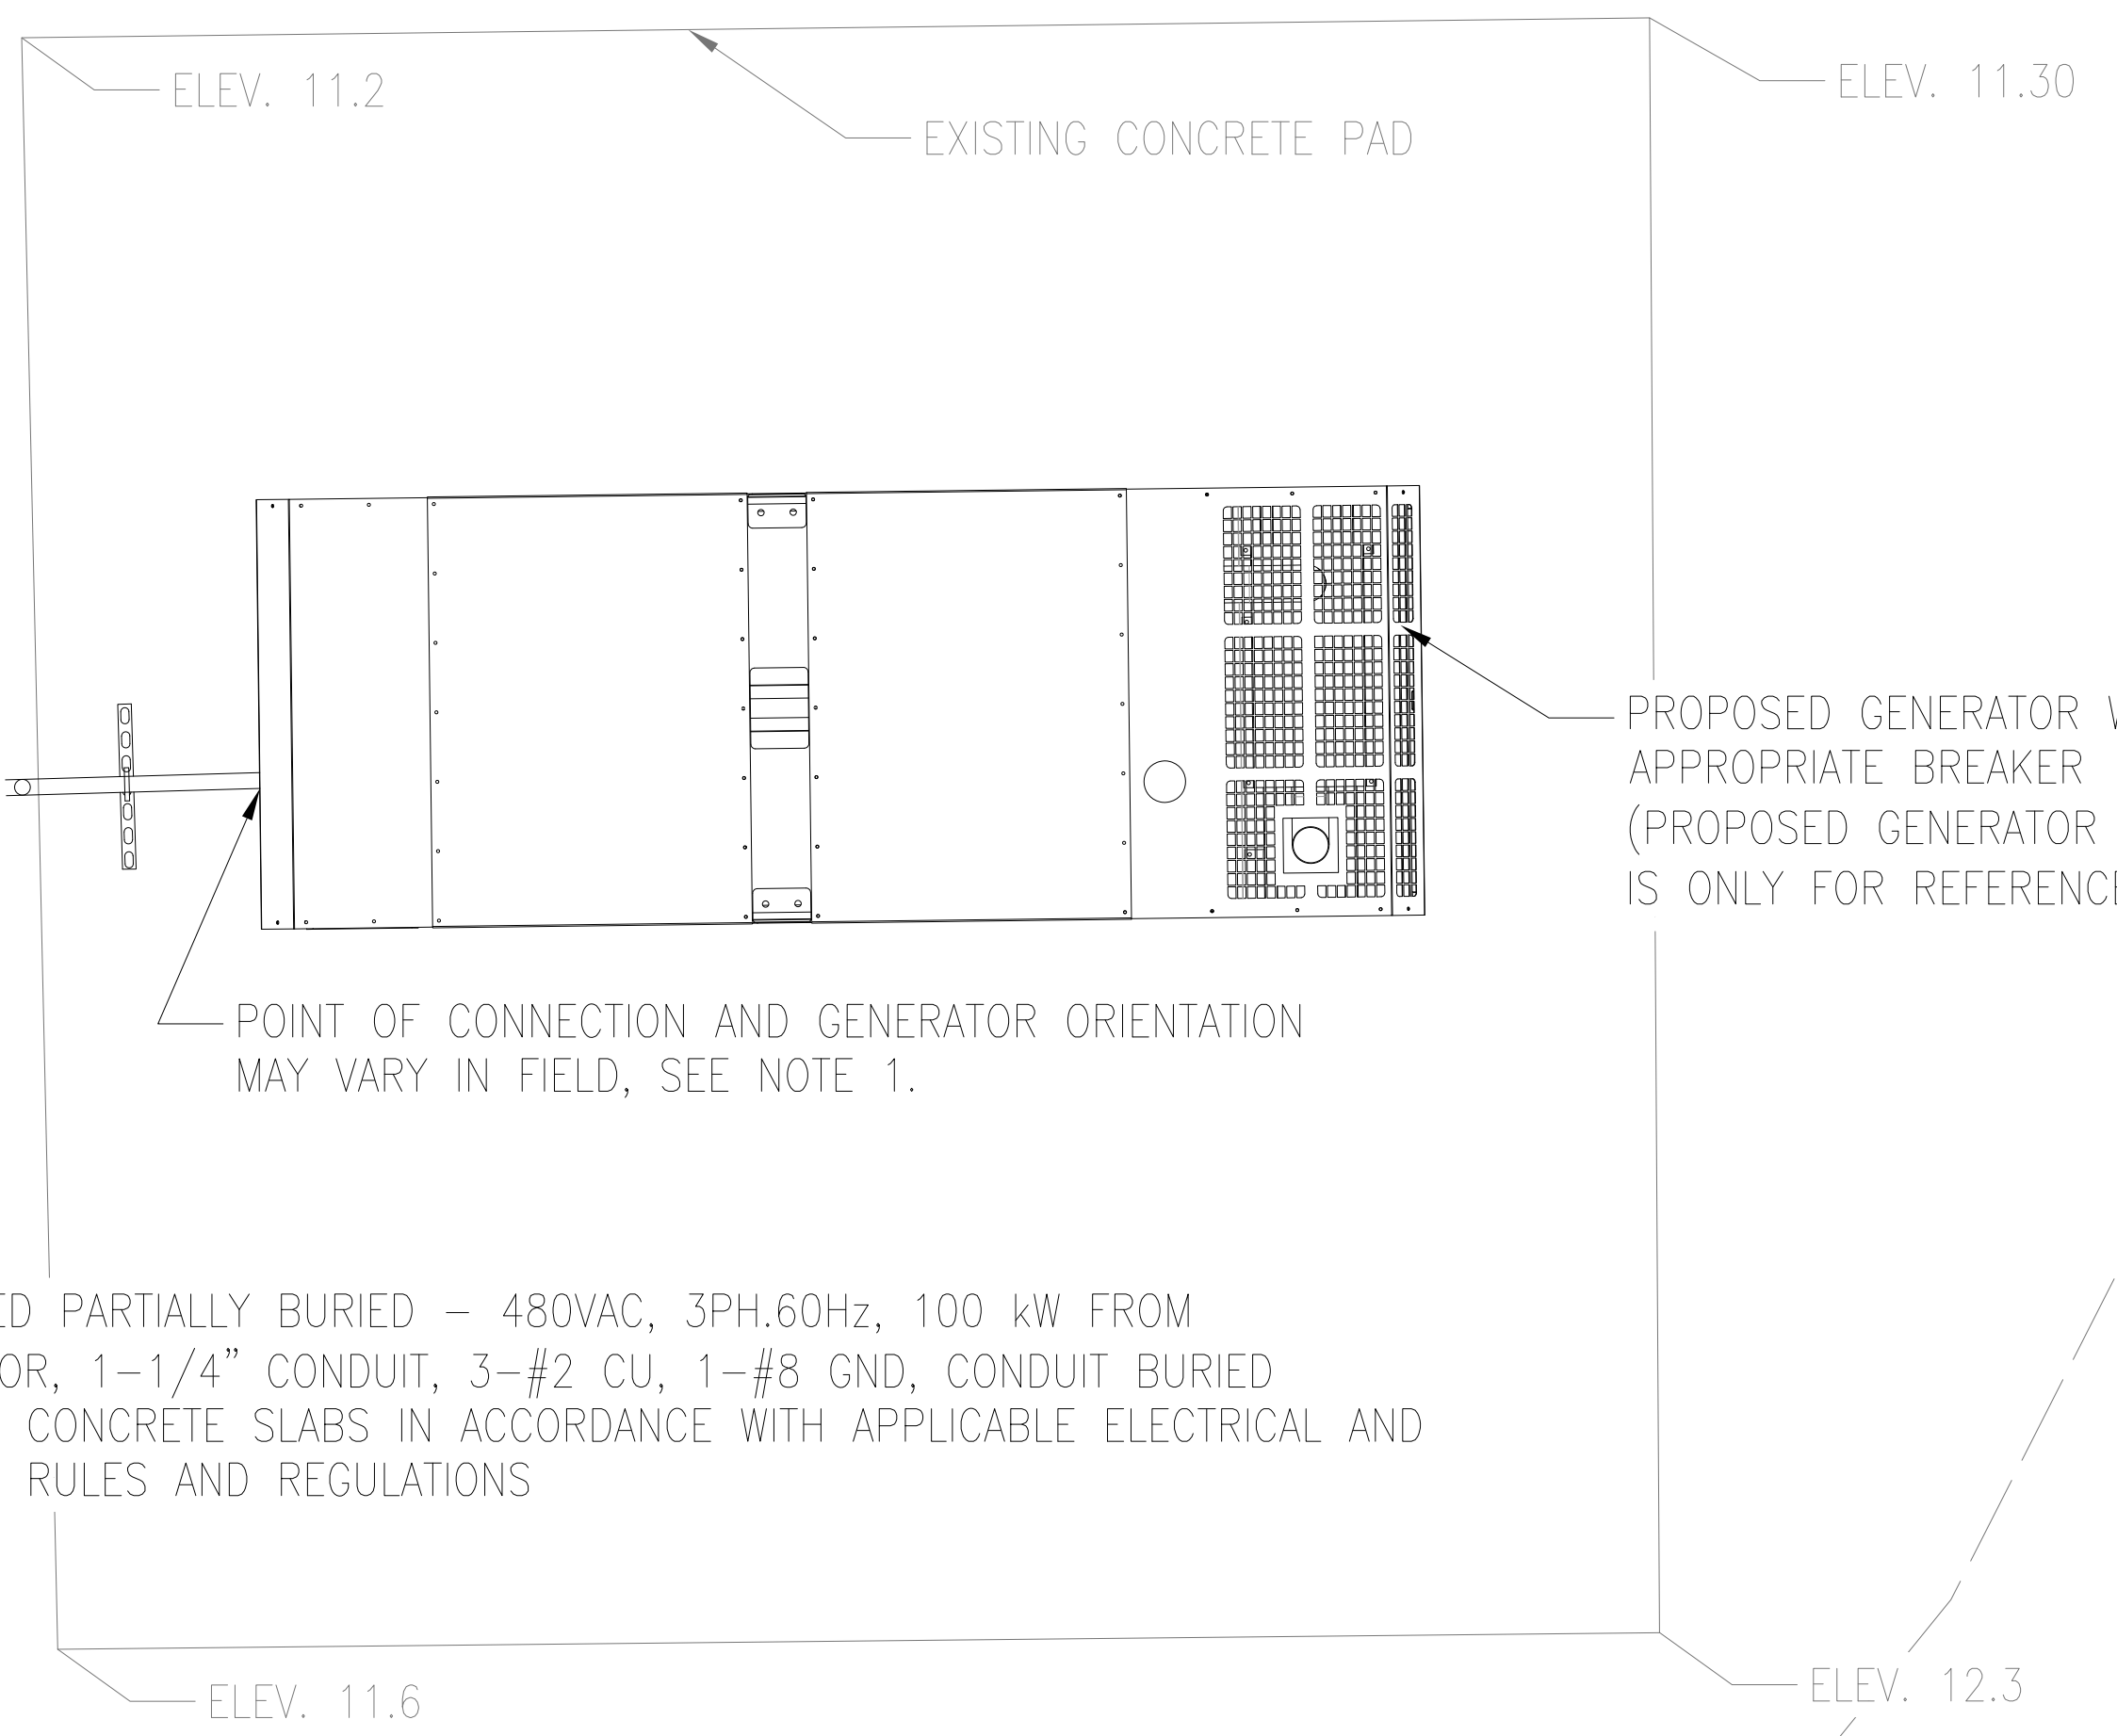 ELEV. 11.2
ELEV. 11.30
EXISTING CONCRETE PAD
PROPOSED GENERATOR
APPROPRIATE BREAKER
(PROPOSED GENERATOR
IS ONLY FOR REFERENCE
POINT OF CONNECTION AND GENERATOR ORIENTATION
MAY VARY IN FIELD, SEE NOTE 1.
PARTIALLY BURIED - 480VAC, 3PH.60Hz, 100 kW FROM
OR, 1-1/4" CONDUIT, 3-#2 CU, 1-#8 GND, CONDUIT BURIED
CONCRETE SLABS IN ACCORDANCE WITH APPLICABLE ELECTRICAL AND
RULES AND REGULATIONS
ELEV. 11.6
ELEV. 12.3